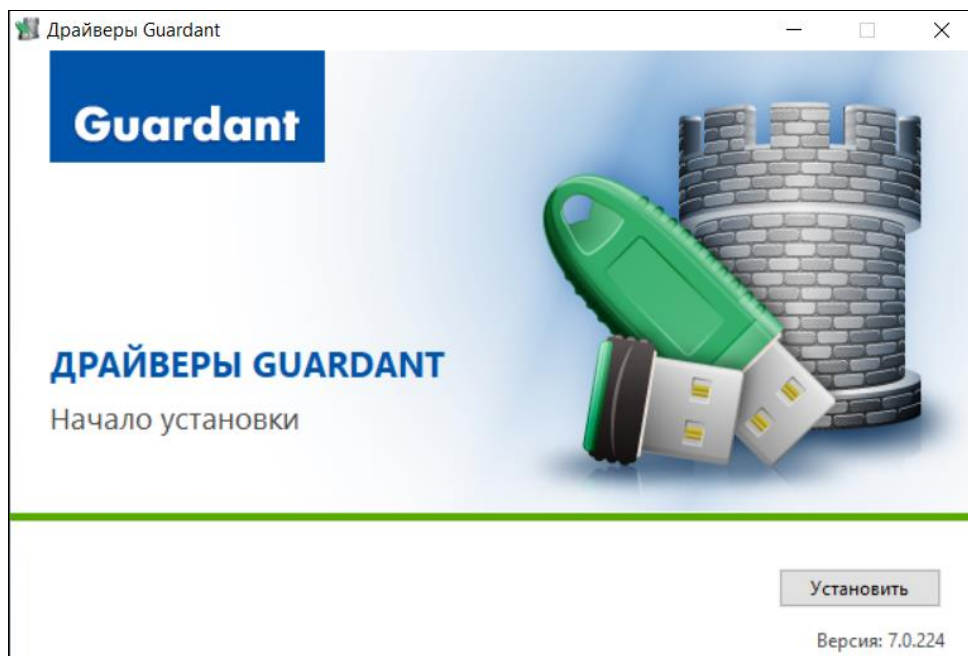 Драйверы Guardant
Guardant
ДРАЙВЕРЫ GUARDANT
Начало установки
Установить
Версия: 7.0.224